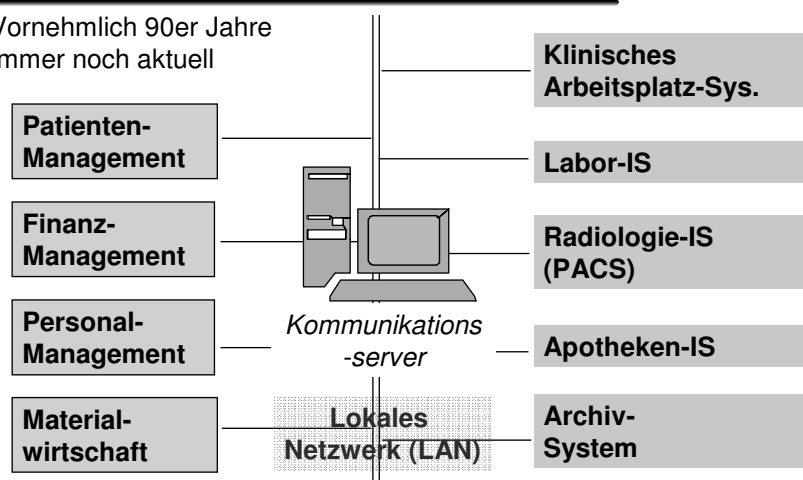 Vornehmlich 90er Jahre
mmer noch aktuell
Patienten-
Management
Finanz-
Management
Personal-
Management
Material-
wirtschaft
Kommunikations
-server
Lokales
Netzwerk (LAN)
Klinisches
Arbeitsplatz-Sys.
Labor-IS
Radiologie-IS
(PACS)
Apotheken-IS
Archiv-
System